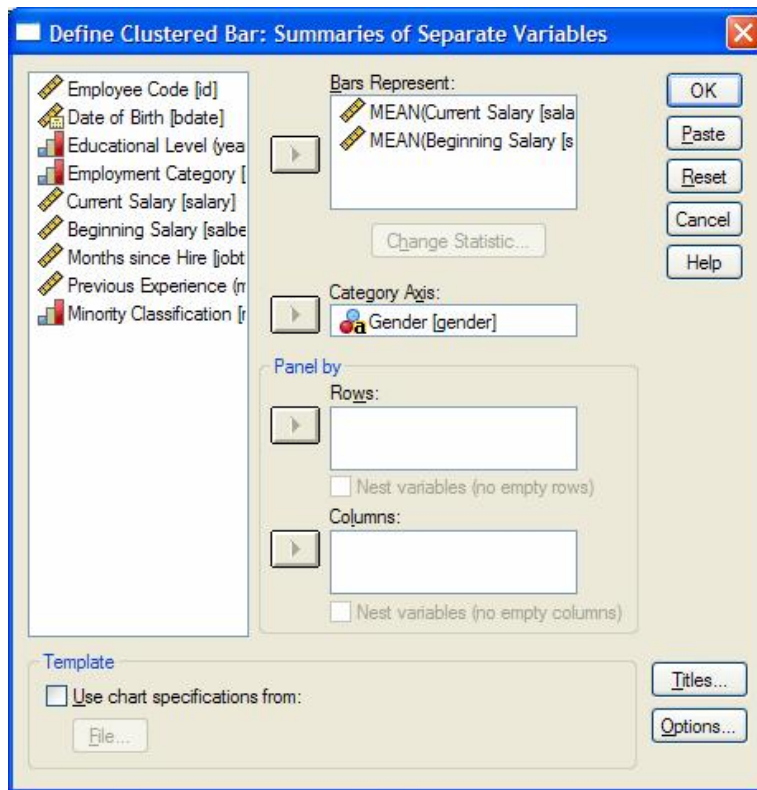 Define Clustered Bar: Summaries of Separate Variables
Employee Code [id]
Date of Birth [bdate]
Educational Level (yea
Employment Category [
Current Salary [salary]
Beginning Salary [salbe
Months since Hire [jobt
Previous Experience (m
Minority Classification [r
Bars Represent:
MEAN(Current Salary [sala
MEAN(Beginning Salary [s
Change Statistic...
Category Axis:
Gender [gender]
Panel by
Rows:
Nest variables (no empty rows)
Columns:
Nest variables (no empty columns)
OK
Paste
Reset
Cancel
Help
Template
Use chart specifications from:
File...
Titles...
Options...